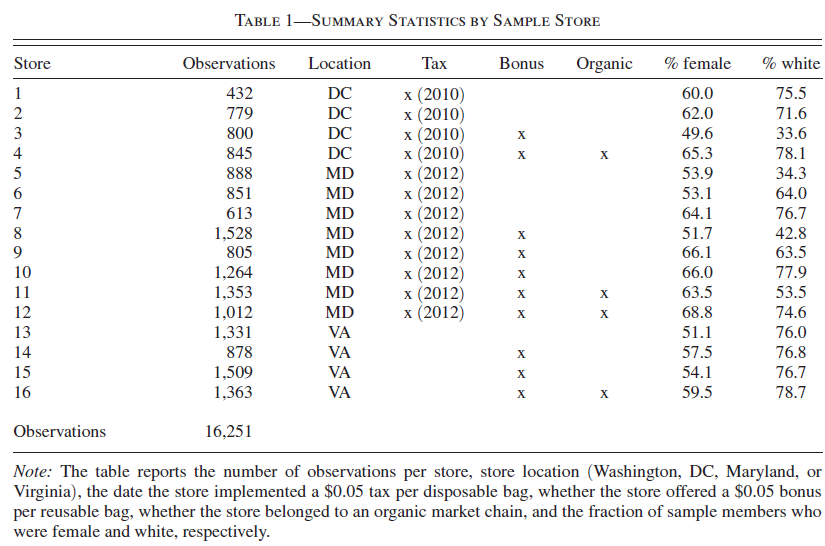 TABLE 1—SUMMARY STATISTICS BY SAMPLE STORE
Store Observations Location Tax Bonus Organic % female % white
1 432 DC x (2010) 60.0 75.5
2 779 DC x (2010) 62.0 71.6
3 800 DC x (2010) x 49.6 33.6
4 845 DC x (2010) x x 65.3 78.1
5 888 MD x (2012) 53.9 34.3
6 851 MD x (2012) 53.1 64.0
7 613 MD x (2012) 64.1 76.7
8 1,528 MD x (2012) x 51.7 42.8
9 805 MD x (2012) x 66.1 63.5
10 1,264 MD x (2012) x 66.0 77.9
11 1,353 MD x (2012) x x 63.5 53.5
12 1,012 MD x (2012) x x 68.8 74.6
13 1,331 VA 51.1 76.0
14 878 VA x 57.5 76.8
15 1,509 VA x 54.1 76.7
16 1,363 VA x x 59.5 78.7
Observations 16,251
Note: The table reports the number of observations per store, store location (Washington, DC, Maryland, or
Virginia), the date the store implemented a $0.05 tax per disposable bag, whether the store offered a $0.05 bonus
per reusable bag, whether the store belonged to an organic market chain, and the fraction of sample members who
were female and white, respectively.